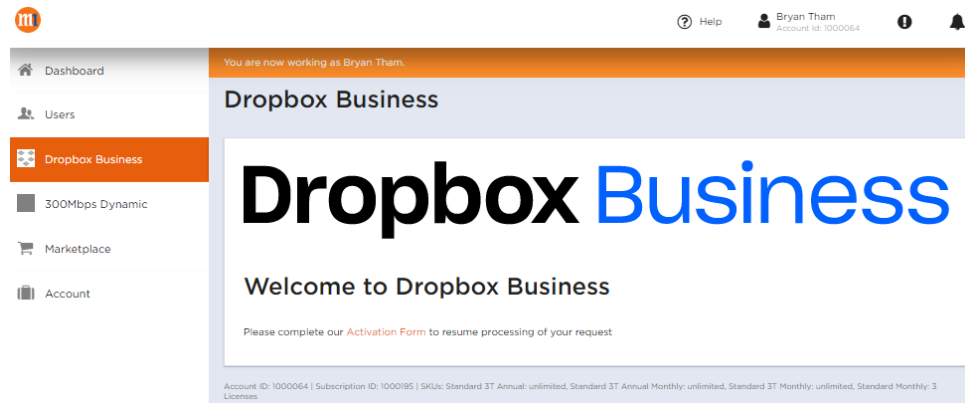 m1
Help
Bryan Tham
Account Id: 1000064
Dashboard
You are now working as Bryan Tham.
Users
Dropbox Business
Dropbox Business
300Mbps Dynamic
Marketplace
Account
Dropbox Business
Welcome to Dropbox Business
Please complete our Activation Form to resume processing of your request
Account ID: 1000064 | Subscription ID: 1000195 | SKUs: Standard 3T Annual: unlimited, Standard 3T Annual Monthly: unlimited, Standard 3T Monthly: unlimited, Standard Monthly: 3
Licenses